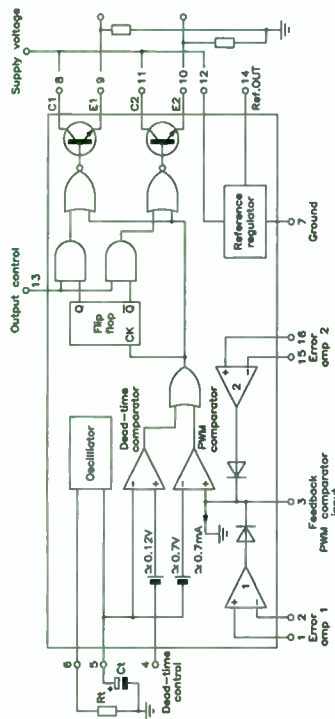 Supply voltage
8
9
11
10
12
14
C1
E1
C2
E2
Ref.OUT
Output control
13
Reference
regulator
7
Ground
Q
Q
Flip
flop
CK
Oscillator
Dead-time
comparator
PWM
comparator
+
-
2
16
15
Error
amp 2
≃0.12V
≃0.7V
≃0.7mA
3
Feedback
PWM comparator
input
1
2
1
Error
amp 1
6
5
4
Rt
Ct
Dead-time
control